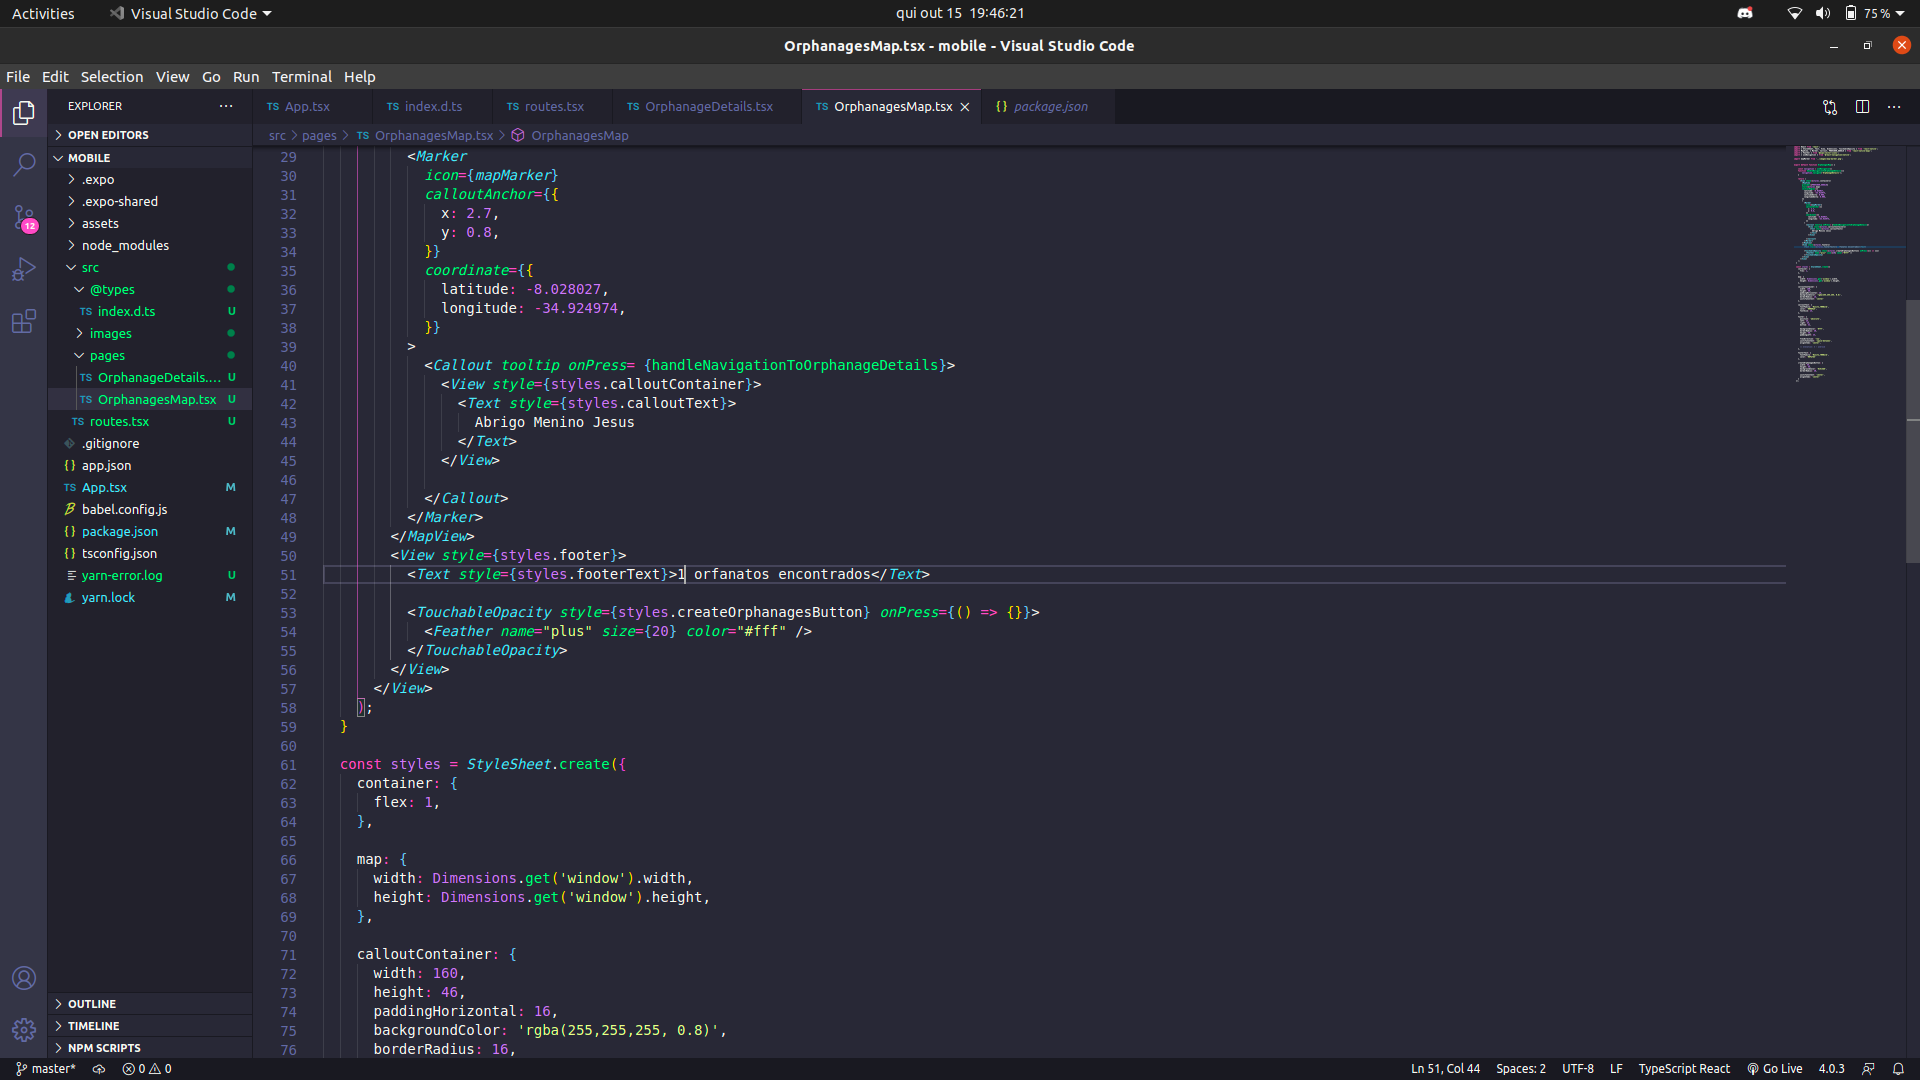 Activities
Visual Studio Code
qui out 15 19:46:21
75 %
OrphanagesMap.tsx - mobile - Visual Studio Code
File Edit Selection View Go Run Terminal Help
EXPLORER
OPEN EDITORS
MOBILE
.expo
.expo-shared
assets
node_modules
src
@types
TS index.d.ts U
images
pages
TS OrphanageDetails.... U
TS OrphanagesMap.tsx U
TS routes.tsx U
.gitignore
{} app.json
TS App.tsx M
babel.config.js
{} package.json M
{} tsconfig.json
yarn-error.log U
yarn.lock M
OUTLINE
TIMELINE
NPM SCRIPTS
12
TS App.tsx
TS index.d.ts
TS routes.tsx
TS OrphanageDetails.tsx
TS OrphanagesMap.tsx
{} package.json
src > pages > TS OrphanagesMap.tsx > OrphanagesMap
29 <Marker
30 icon={mapMarker}
31 calloutAnchor={{
32 x: 2.7,
33 y: 0.8,
34 }}
35 coordinate={{
36 latitude: -8.028027,
37 longitude: -34.924974,
38 }}
39 >
40 <Callout tooltip onPress= {handleNavigationToOrphanageDetails}>
41 <View style={styles.calloutContainer}>
42 <Text style={styles.calloutText}>
43 Abrigo Menino Jesus
44 </Text>
45 </View>
46
47 </Callout>
48 </Marker>
49 </MapView>
50 <View style={styles.footer}>
51 <Text style={styles.footerText}>1 orfanatos encontrados</Text>
52
53 <TouchableOpacity style={styles.createOrphanagesButton} onPress={() => {}}>
54 <Feather name="plus" size={20} color="#fff" />
55 </TouchableOpacity>
56 </View>
57 </View>
58 );
59 }
60
61 const styles = StyleSheet.create({
62 container: {
63 flex: 1,
64 },
65
66 map: {
67 width: Dimensions.get('window').width,
68 height: Dimensions.get('window').height,
69 },
70
71 calloutContainer: {
72 width: 160,
73 height: 46,
74 paddingHorizontal: 16,
75 backgroundColor: 'rgba(255,255,255, 0.8)',
76 borderRadius: 16,
master* 0 0
Ln 51, Col 44 Spaces: 2 UTF-8 LF TypeScript React Go Live 4.0.3